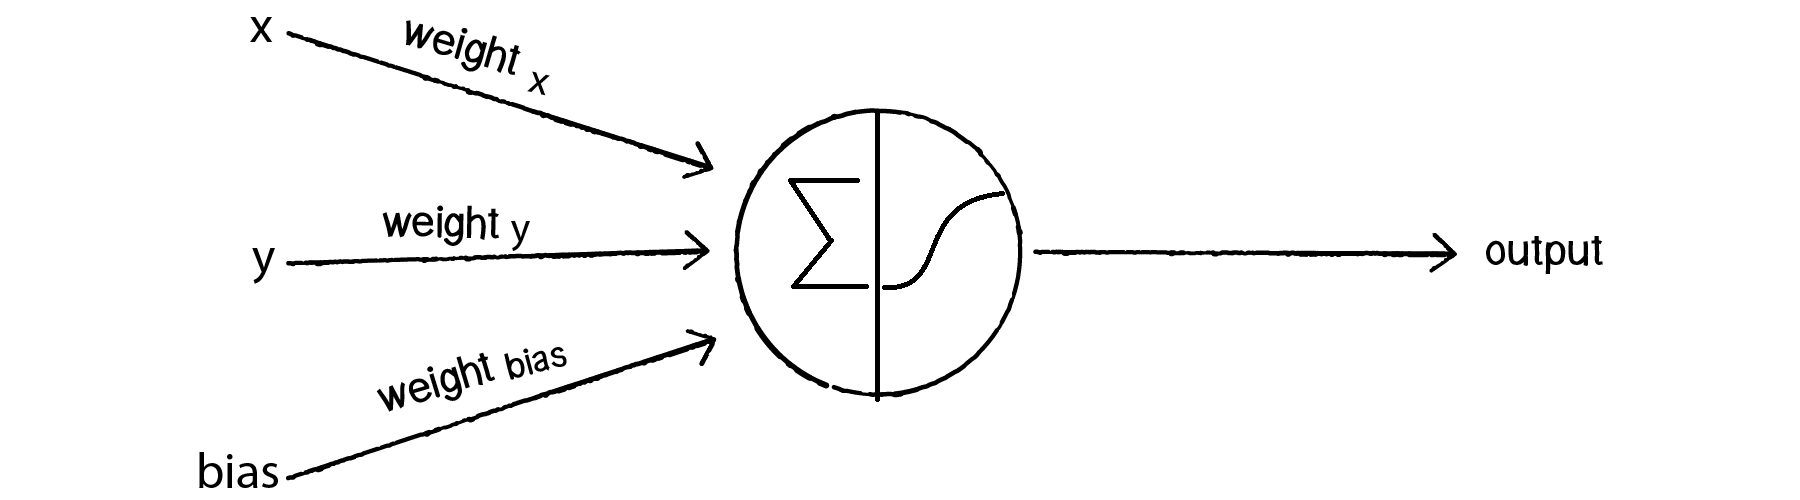 x
weight x
weight y
y
Σ
output
weight bias
bias